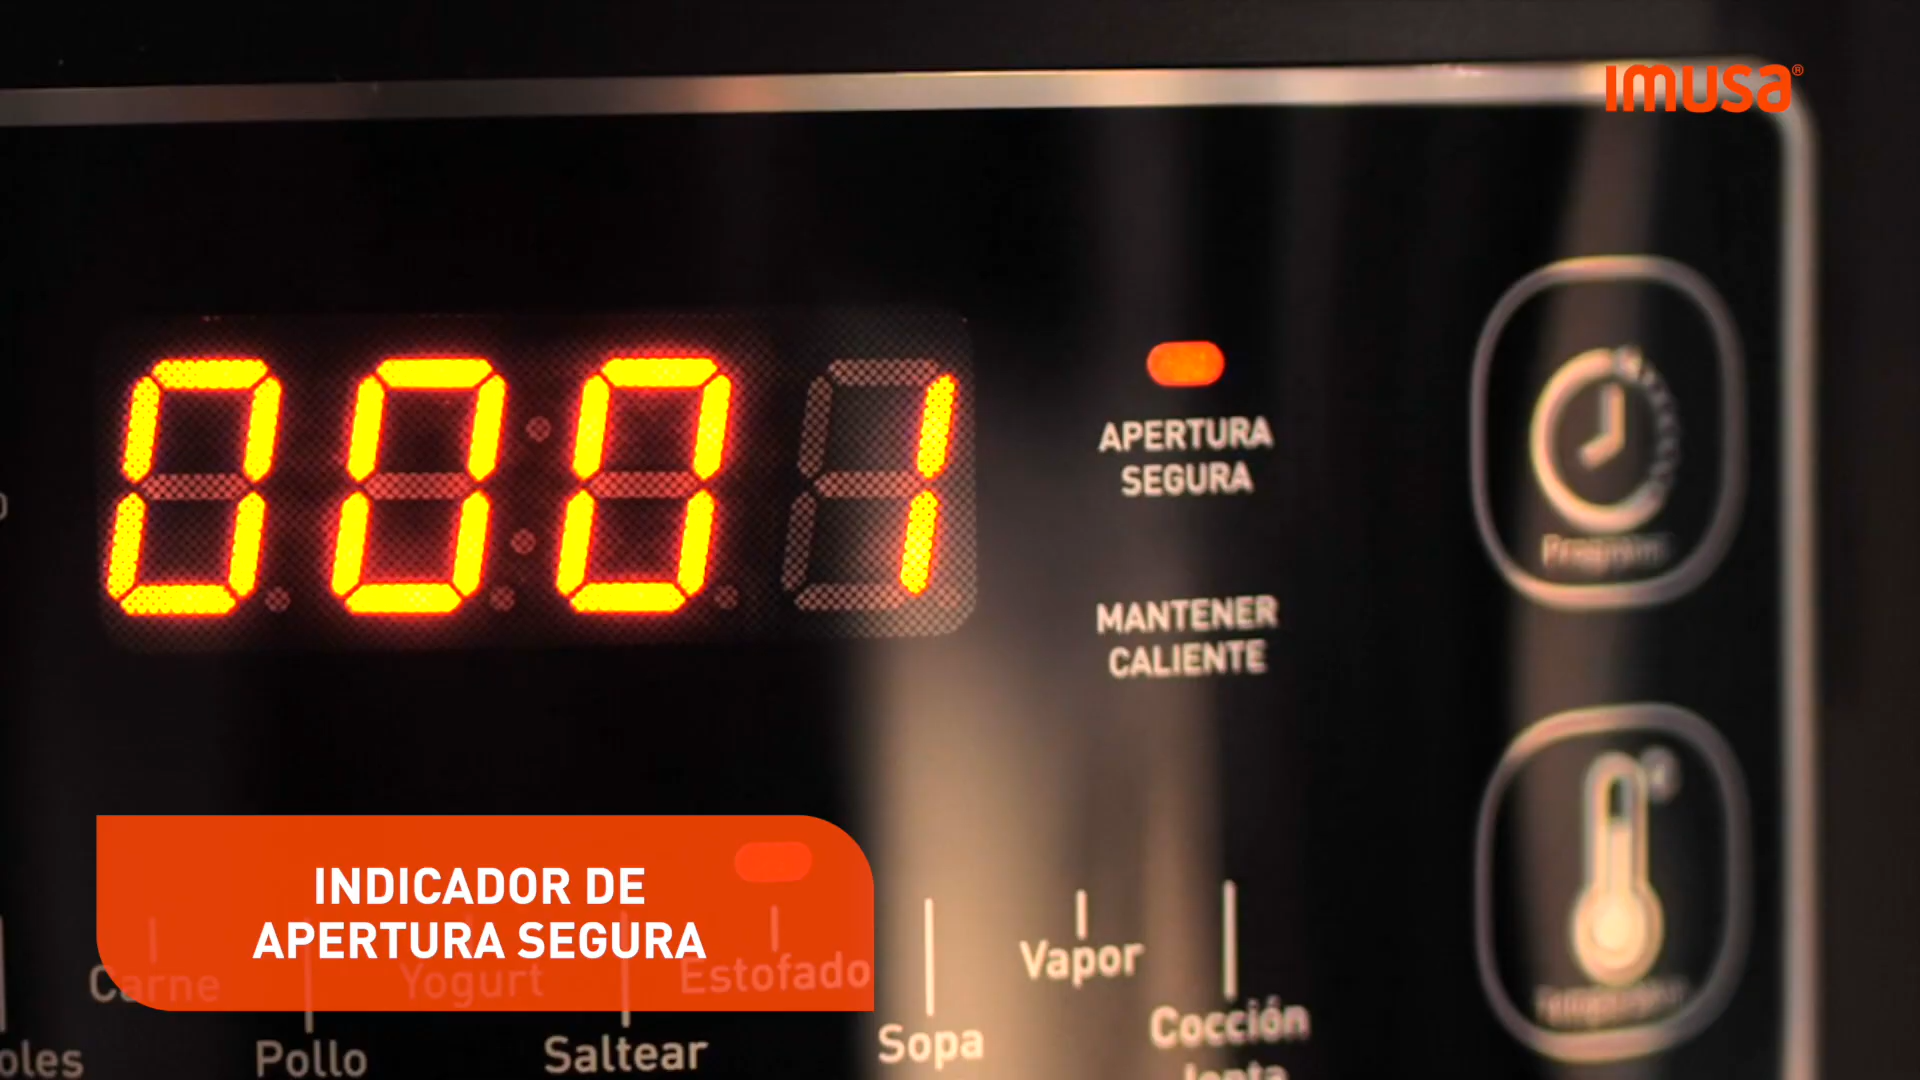 imusa®
0001
APERTURA
SEGURA
MANTENER
CALIENTE
INDICADOR DE
APERTURA SEGURA
Carne
Yogurt
Estofado
Vapor
Pollo
Saltear
Sopa
Cocción